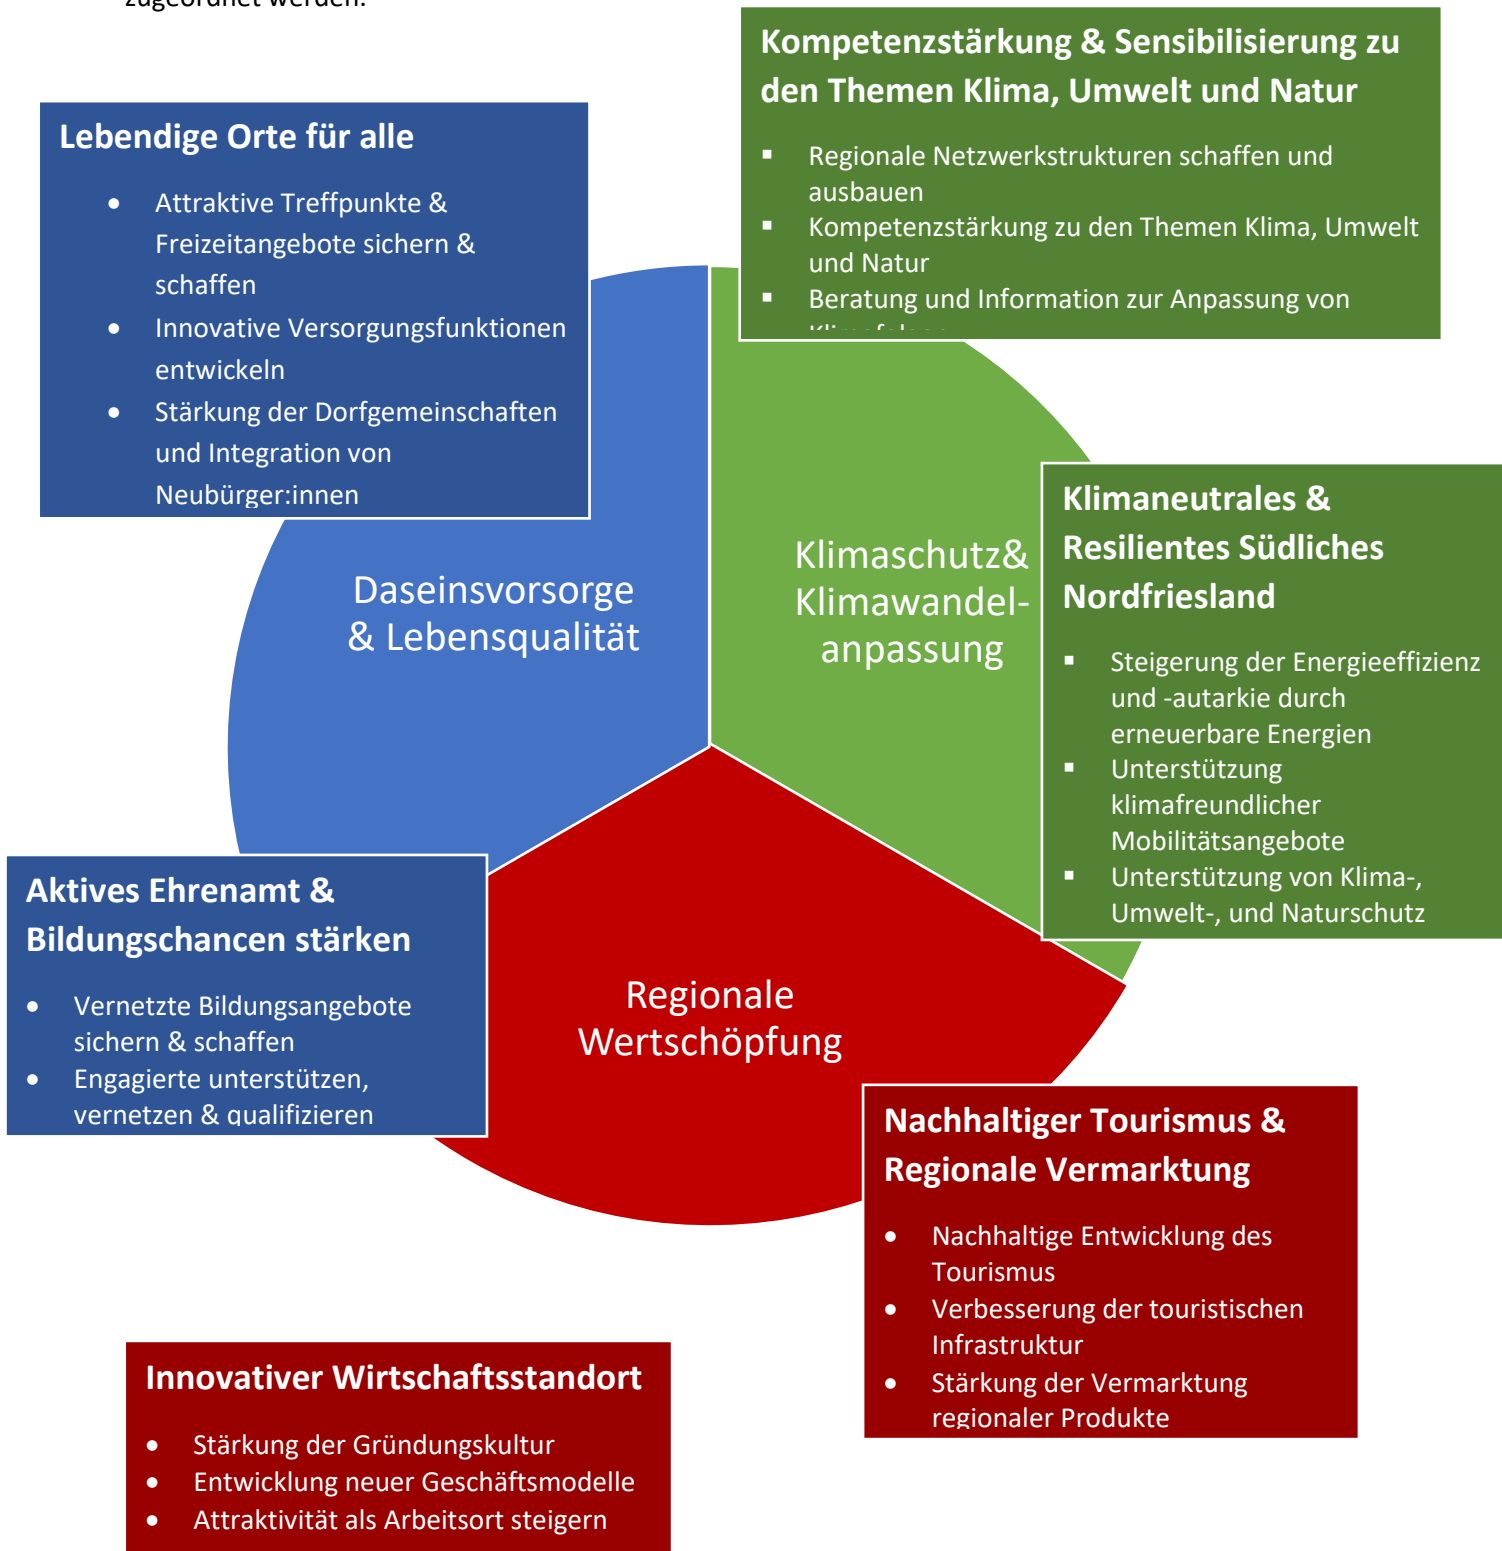 zugeordnet werden.
Kompetenzstärkung & Sensibilisierung zu
den Themen Klima, Umwelt und Natur
▪ Regionale Netzwerkstrukturen schaffen und
ausbauen
▪ Kompetenzstärkung zu den Themen Klima, Umwelt
und Natur
▪ Beratung und Information zur Anpassung von
Lebendige Orte für alle
• Attraktive Treffpunkte &
Freizeitangebote sichern &
schaffen
• Innovative Versorgungsfunktionen
entwickeln
• Stärkung der Dorfgemeinschaften
und Integration von
Neubürger:innen
Daseinsvorsorge
& Lebensqualität
Klimaschutz&
Klimawandel-
anpassung
Klimaneutrales &
Resilientes Südliches
Nordfriesland
▪ Steigerung der Energieeffizienz
und -autarkie durch
erneuerbare Energien
▪ Unterstützung
klimafreundlicher
Mobilitätsangebote
▪ Unterstützung von Klima-,
Umwelt-, und Naturschutz
Aktives Ehrenamt &
Bildungschancen stärken
• Vernetzte Bildungsangebote
sichern & schaffen
• Engagierte unterstützen,
vernetzen & qualifizieren
Regionale
Wertschöpfung
Nachhaltiger Tourismus &
Regionale Vermarktung
• Nachhaltige Entwicklung des
Tourismus
• Verbesserung der touristischen
Infrastruktur
• Stärkung der Vermarktung
regionaler Produkte
Innovativer Wirtschaftsstandort
• Stärkung der Gründungskultur
• Entwicklung neuer Geschäftsmodelle
• Attraktivität als Arbeitsort steigern